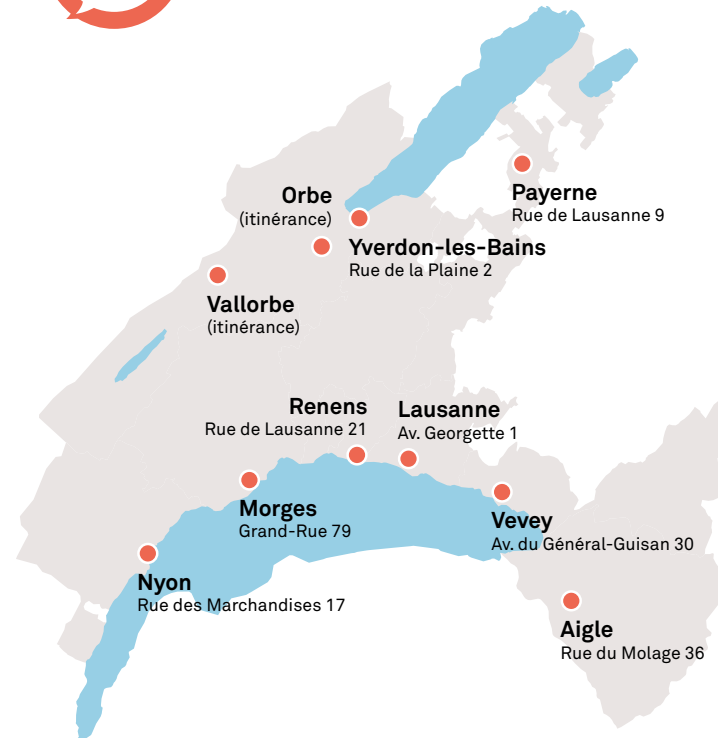 Orbe
(itinérance)
Payerne
Rue de Lausanne 9
Yverdon-les-Bains
Rue de la Plaine 2
Vallorbe
(itinérance)
Renens
Rue de Lausanne 21
Lausanne
Av. Georgette 1
Morges
Grand-Rue 79
Vevey
Av. du Général-Guisan 30
Nyon
Rue des Marchandises 17
Aigle
Rue du Molage 36